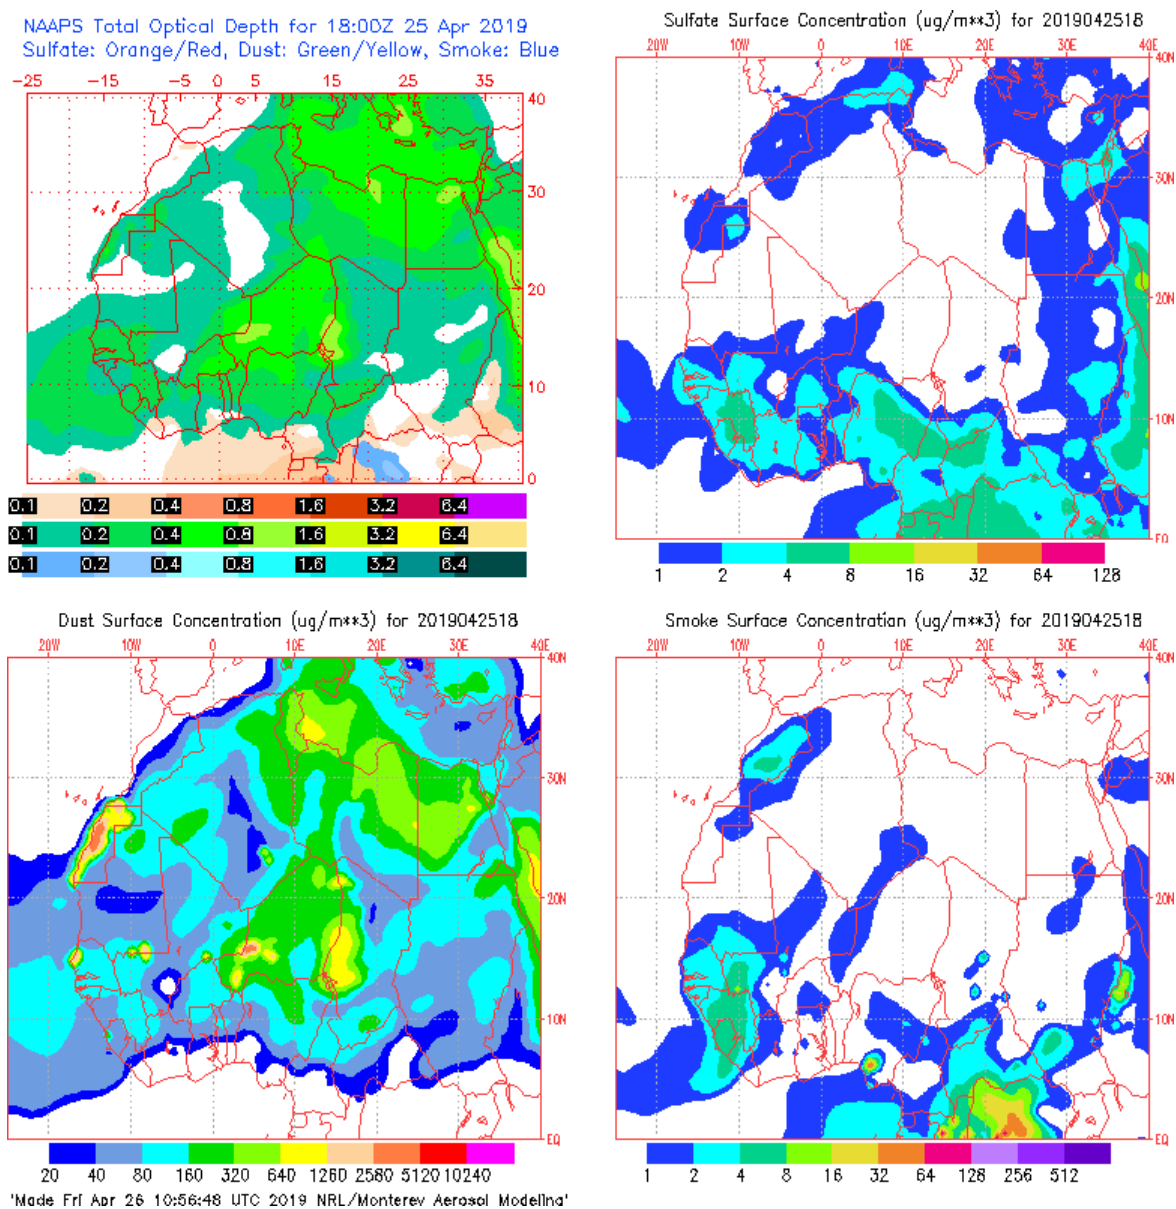 NAAPS Total Optical Depth for 18:00Z 25 Apr 2019
Sulfate: Orange/Red, Dust: Green/Yellow, Smoke: Blue
-25 -15 -5 0 5 15 25 35
40
30
20
10
0
0.1 0.2 0.4 0.8 1.6 3.2 6.4
0.1 0.2 0.4 0.8 1.6 3.2 6.4
0.1 0.2 0.4 0.8 1.6 3.2 6.4
Sulfate Surface Concentration (ug/m**3) for 2019042518
20W 10W 0 10E 20E 30E 40E
40N
30N
20N
10N
EQ
1 2 4 8 16 32 64 128
Dust Surface Concentration (ug/m**3) for 2019042518
20W 10W 0 10E 20E 30E 40E
40N
30N
20N
10N
EQ
20 40 80 160 320 640 1260 2580 5120 10240
Smoke Surface Concentration (ug/m**3) for 2019042518
20W 10W 0 10E 20E 30E 40E
40N
30N
20N
10N
EQ
1 2 4 8 16 32 64 128 256 512
'Made Fri Apr 26 10:56:48 UTC 2019 NRL/Monterey Aerosol Modeling'